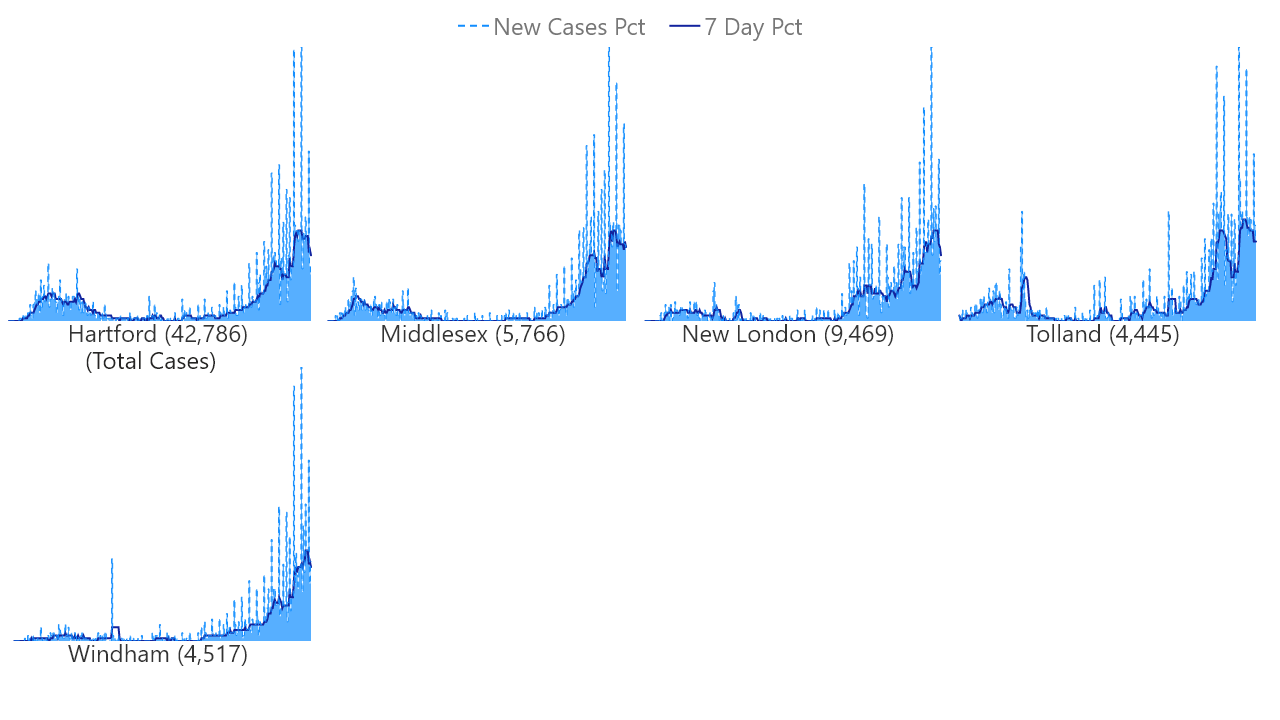 New Cases Pct 7 Day Pct
Hartford (42,786) Middlesex (5,766) New London (9,469) Tolland (4,445)
(Total Cases)
Windham (4,517)